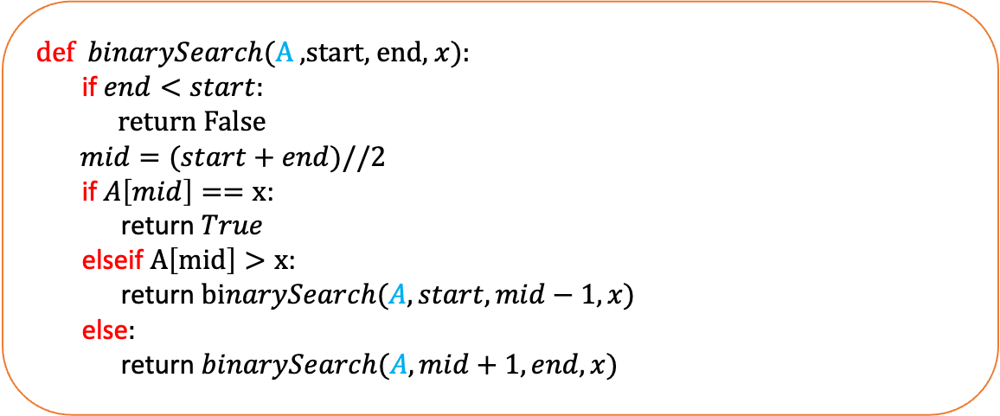 def binarySearch(A ,start, end, x):
if end < start:
return False
mid = (start + end)//2
if A[mid] == x:
return True
elseif A[mid] > x:
return binarySearch(A, start, mid − 1, x)
else:
return binarySearch(A, mid + 1, end, x)